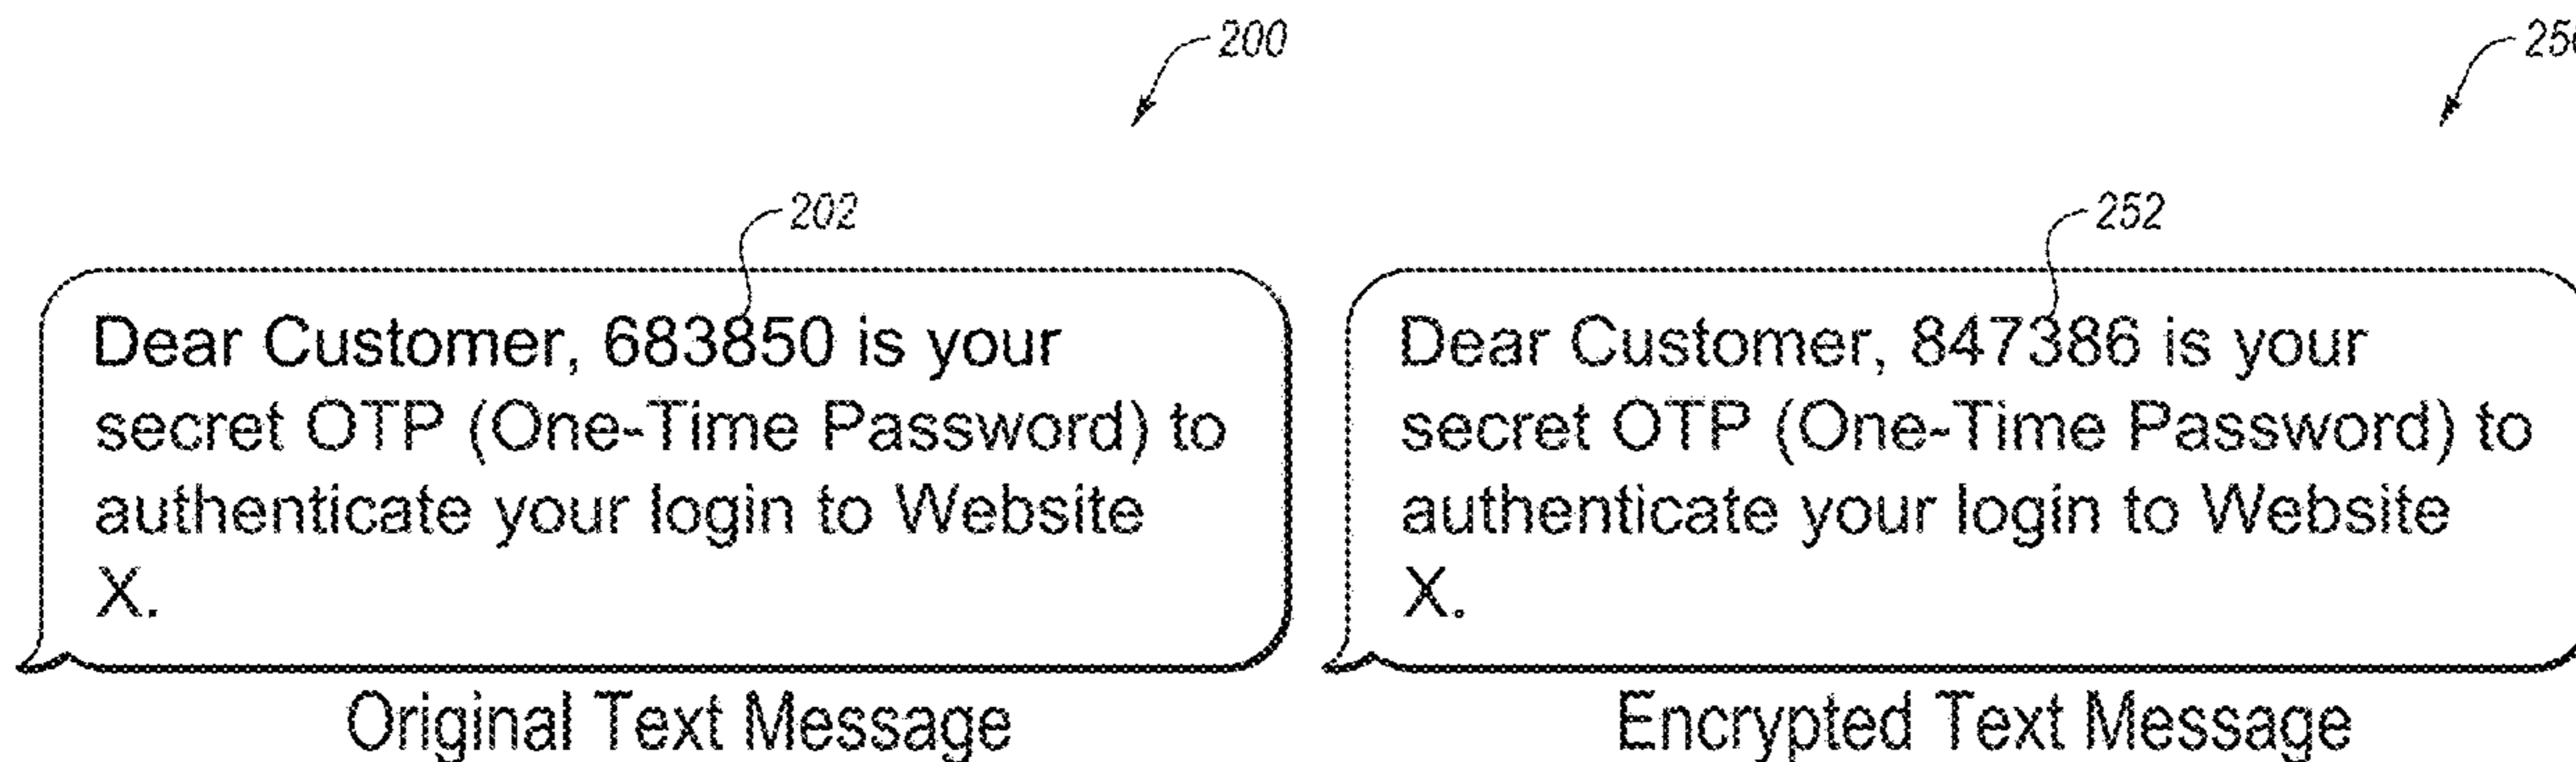 200
202
Dear Customer, 683850 is your
secret OTP (One-Time Password) to
authenticate your login to Website
X.
Original Text Message
252
Dear Customer, 847386 is your
secret OTP (One-Time Password) to
authenticate your login to Website
X.
Encrypted Text Message